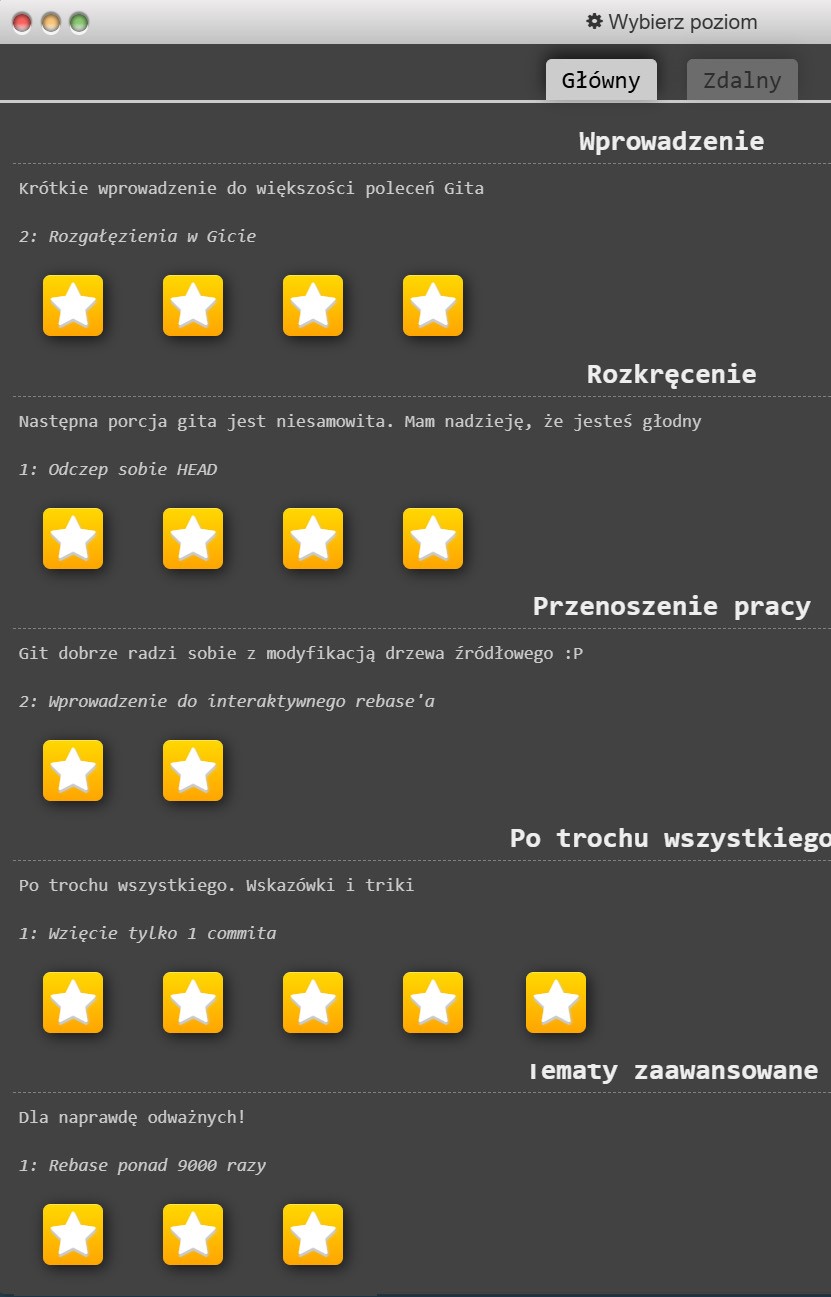 Wybierz poziom
Główny Zdalny
Wprowadzenie
Krótkie wprowadzenie do większości poleceń Gita
2: Rozgałęzienia w Gicie
Rozkręcenie
Następna porcja gita jest niesamowita. Mam nadzieję, że jesteś głodny
1: Odczep sobie HEAD
Przenoszenie pracy
Git dobrze radzi sobie z modyfikacją drzewa źródłowego :P
2: Wprowadzenie do interaktywnego rebase'a
Po trochu wszystkiego
Po trochu wszystkiego. Wskazówki i triki
1: Wzięcie tylko 1 commita
Tematy zaawansowane
Dla naprawdę odważnych!
1: Rebase ponad 9000 razy